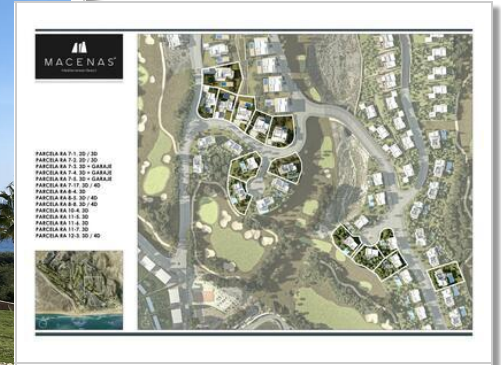 MACENAS
PARCELA RA 7-1. 2D / 3D
PARCELA RA 7-2. 2D / 3D
PARCELA RA 7-3. 3D + GARAJE
PARCELA RA 7-4. 3D + GARAJE
PARCELA RA 7-5. 3D + GARAJE
PARCELA RA 7-17. 3D / 4D
PARCELA RA 8-4. 3D
PARCELA RA 8-5. 3D / 4D
PARCELA RA 8-8. 3D / 4D
PARCELA RA 10-4. 3D
PARCELA RA 11-5. 3D
PARCELA RA 11-6. 3D
PARCELA RA 11-7. 3D
PARCELA RA 12-3. 3D / 4D